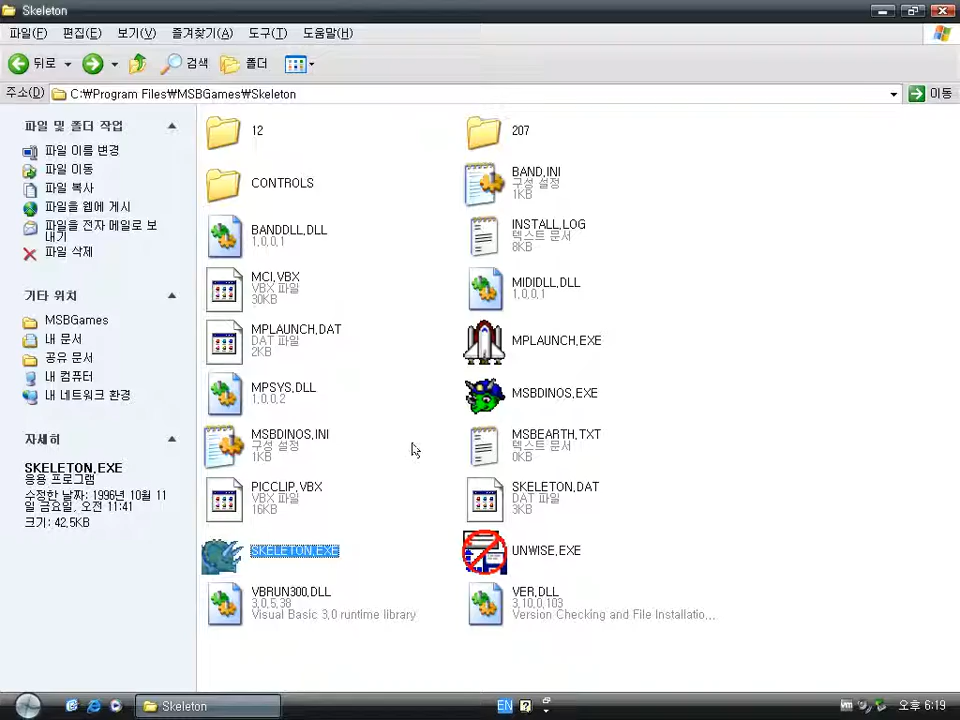 Skeleton
파일(F) 편집(E) 보기(V) 즐겨찾기(A) 도구(T) 도움말(H)
뒤로 검색 폴더
주소(D) C:\Program Files\MSBGames\Skeleton 이동
파일 및 폴더 작업
파일 이름 변경
파일 이동
파일 복사
파일을 웹에 게시
파일을 전자 메일로 보
내기
파일 삭제
기타 위치
MSBGames
내 문서
공유 문서
내 컴퓨터
내 네트워크 환경
자세히
SKELETON.EXE
응용 프로그램
수정한 날짜: 1996년 10월 11
일 금요일, 오전 11:41
크기: 42.5KB
12
207
CONTROLS
BAND.INI
구성 설정
1KB
BANDDLL.DLL
1.0.0.1
INSTALL.LOG
텍스트 문서
8KB
MCI.VBX
VBX 파일
30KB
MIDIDLL.DLL
1.0.0.1
MPLAUNCH.DAT
DAT 파일
2KB
MPLAUNCH.EXE
MPSYS.DLL
1.0.0.2
MSBDINOS.EXE
MSBDINOS.INI
구성 설정
1KB
MSBEARTH.TXT
텍스트 문서
0KB
PICCLIP.VBX
VBX 파일
16KB
SKELETON.DAT
DAT 파일
3KB
SKELETON.EXE
UNWISE.EXE
VBRUN300.DLL
3.0.5.38
Visual Basic 3.0 runtime library
VER.DLL
3.10.0.103
Version Checking and File Installatio...
Skeleton
EN
오후 6:19